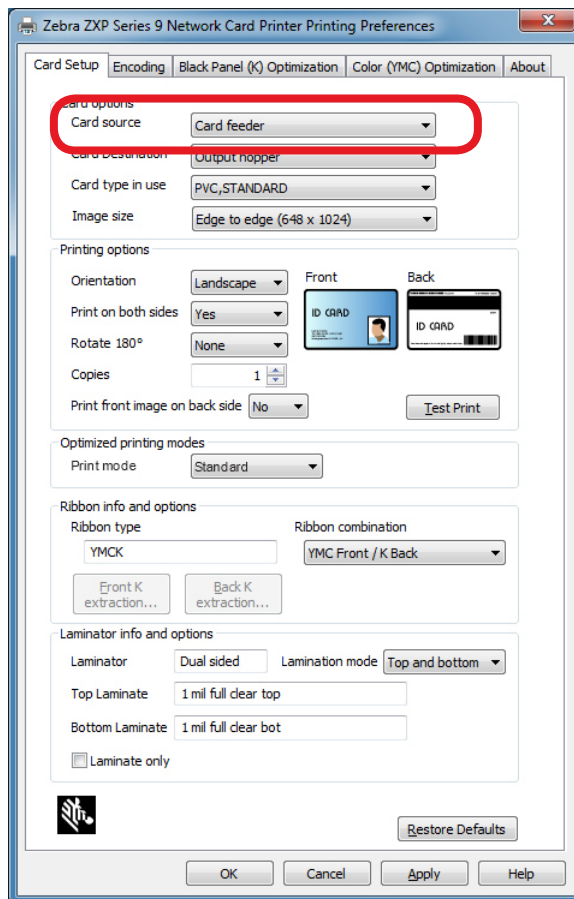 Zebra ZXP Series 9 Network Card Printer Printing Preferences
Card Setup Encoding Black Panel (K) Optimization Color (YMC) Optimization About
Card options
Card source Card feeder
Card Destination Output hopper
Card type in use PVC,STANDARD
Image size Edge to edge (648 x 1024)
Printing options
Orientation Landscape Front Back
Print on both sides Yes
ID CARD
ID CARD
Rotate 180° None
Copies 1
Print front image on back side No Test Print
Optimized printing modes
Print mode Standard
Ribbon info and options
Ribbon type Ribbon combination
YMCK YMC Front / K Back
Front K
extraction...
Back K
extraction...
Laminator info and options
Laminator Dual sided Lamination mode Top and bottom
Top Laminate 1 mil full clear top
Bottom Laminate 1 mil full clear bot
Laminate only
Restore Defaults
OK Cancel Apply Help